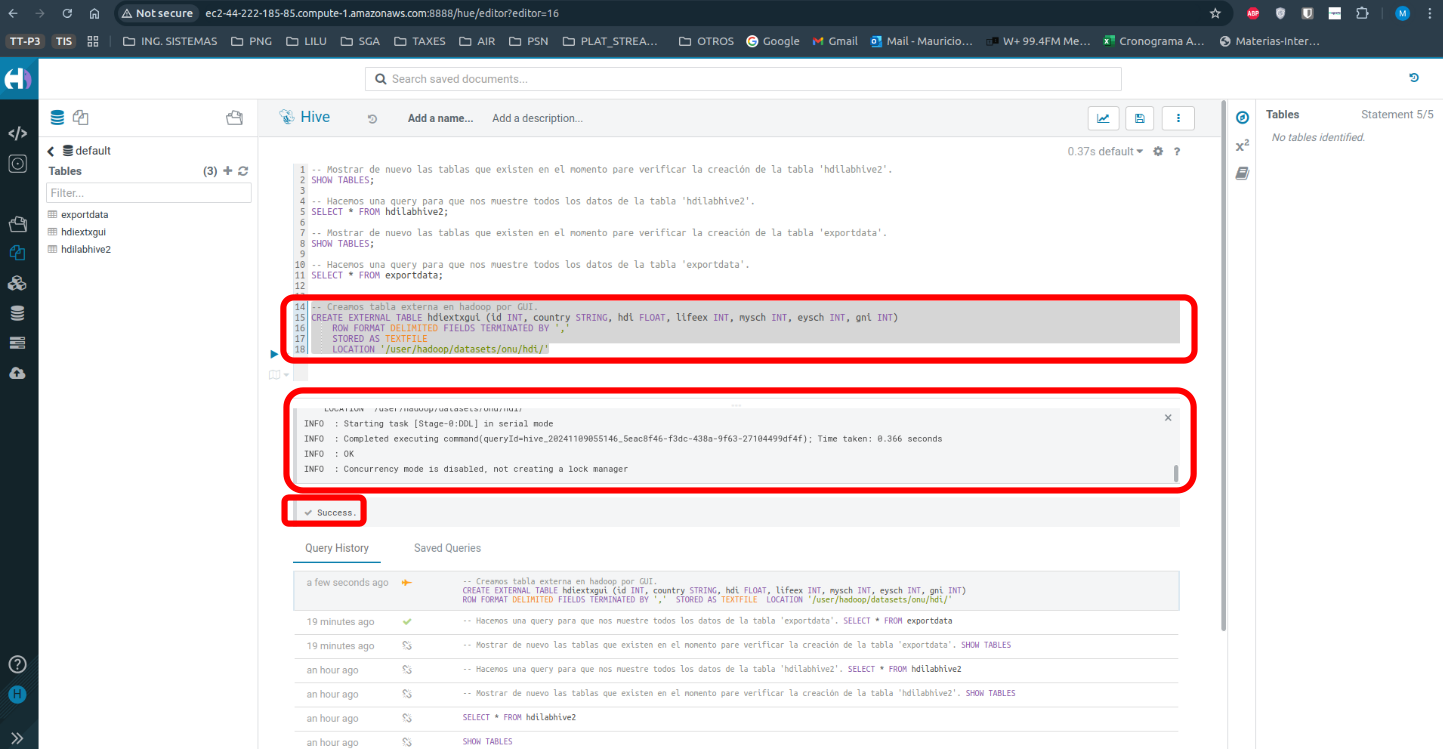 Not secure
ec2-44-222-185-85.compute-1.amazonaws.com:8888/hue/editor?editor=16
ABP
M
TT-P3
TIS
ING. SISTEMAS
PNG
LILU
SGA
TAXES
AIR
PSN
PLAT_STREA...
OTROS
Google
Gmail
Mail - Mauricio...
W+ 99.4FM Me...
Cronograma A...
Materias-Inter...
Search saved documents...
default
Tables
(3)
Filter...
exportdata
hdiextxgui
hdilabhive2
H
Hive
Add a name...
Add a description...
0.37s default
?
1 -- Mostrar de nuevo las tablas que existen en el momento pare verificar la creación de la tabla 'hdilabhive2'.
2 SHOW TABLES;
3
4 -- Hacemos una query para que nos muestre todos los datos de la tabla 'hdilabhive2'.
5 SELECT * FROM hdilabhive2;
6
7 -- Mostrar de nuevo las tablas que existen en el momento pare verificar la creación de la tabla 'exportdata'.
8 SHOW TABLES;
9
10 -- Hacemos una query para que nos muestre todos los datos de la tabla 'exportdata'.
11 SELECT * FROM exportdata;
12
14 -- Creamos tabla externa en hadoop por GUI.
15 CREATE EXTERNAL TABLE hdiextxgui (id INT, country STRING, hdi FLOAT, lifeex INT, mysch INT, eysch INT, gni INT)
16 ROW FORMAT DELIMITED FIELDS TERMINATED BY ','
17 STORED AS TEXTFILE
18 LOCATION '/user/hadoop/datasets/onu/hdi/'
LOCATION '/user/hadoop/datasets/onu/hdi/'
INFO : Starting task [Stage-0:DDL] in serial mode
INFO : Completed executing command(queryId=hive_20241109055146_5eac8f46-f3dc-438a-9f63-27104499df4f); Time taken: 0.366 seconds
INFO : OK
INFO : Concurrency mode is disabled, not creating a lock manager
Success.
Query History
Saved Queries
a few seconds ago
-- Creamos tabla externa en hadoop por GUI.
CREATE EXTERNAL TABLE hdiextxgui (id INT, country STRING, hdi FLOAT, lifeex INT, mysch INT, eysch INT, gni INT)
ROW FORMAT DELIMITED FIELDS TERMINATED BY ',' STORED AS TEXTFILE LOCATION '/user/hadoop/datasets/onu/hdi/'
19 minutes ago
-- Hacemos una query para que nos muestre todos los datos de la tabla 'exportdata'. SELECT * FROM exportdata
19 minutes ago
-- Mostrar de nuevo las tablas que existen en el momento pare verificar la creación de la tabla 'exportdata'. SHOW TABLES
an hour ago
-- Hacemos una query para que nos muestre todos los datos de la tabla 'hdilabhive2'. SELECT * FROM hdilabhive2
an hour ago
-- Mostrar de nuevo las tablas que existen en el momento pare verificar la creación de la tabla 'hdilabhive2'. SHOW TABLES
an hour ago
SELECT * FROM hdilabhive2
an hour ago
SHOW TABLES
x²
Tables
Statement 5/5
No tables identified.